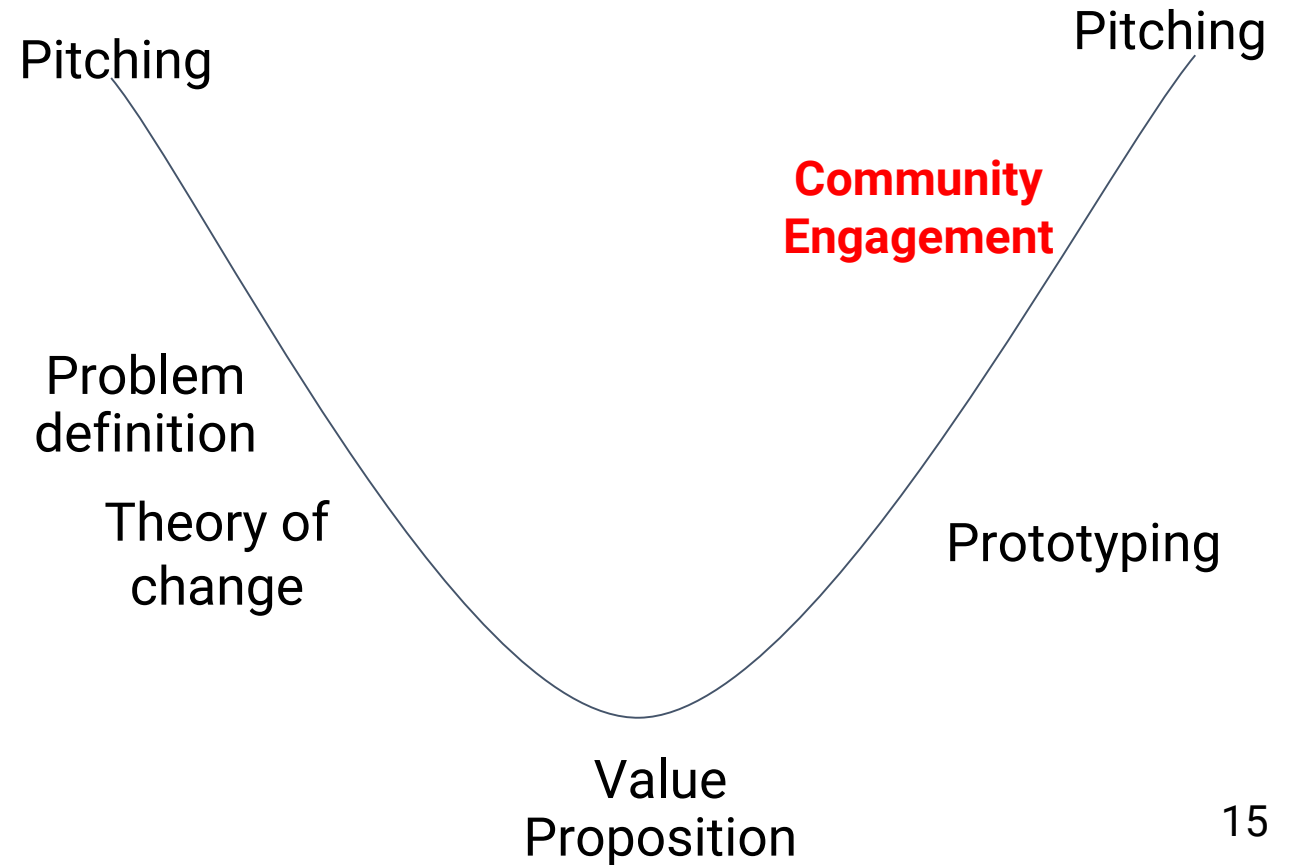 Pitching
Problem
definition
Theory of
change
Value
Proposition
Prototyping
Community
Engagement
Pitching
15